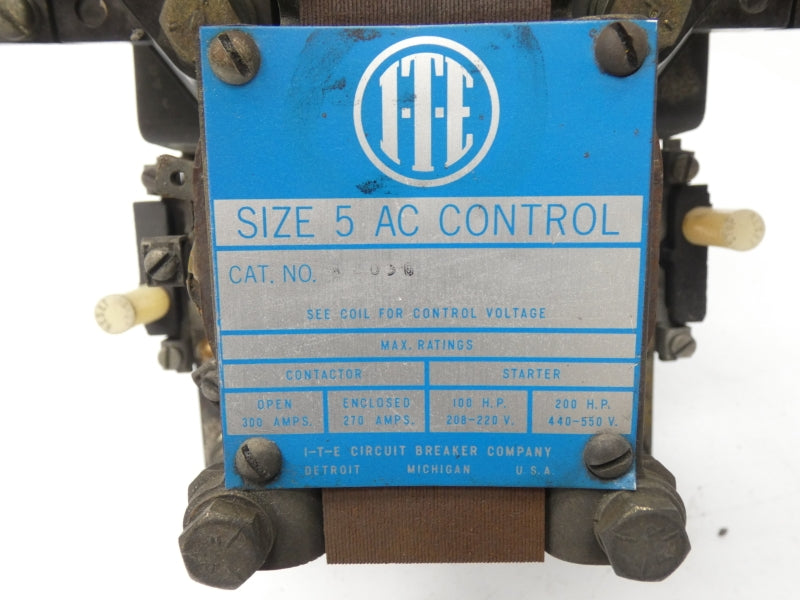 I-T-E
SIZE 5 AC CONTROL
CAT. NO.
SEE COIL FOR CONTROL VOLTAGE
MAX. RATINGS
CONTACTOR STARTER
OPEN ENCLOSED 100 H.P. 200 H.P.
300 AMPS. 270 AMPS. 208-220 V. 440-550 V.
I-T-E CIRCUIT BREAKER COMPANY
DETROIT MICHIGAN U.S.A.